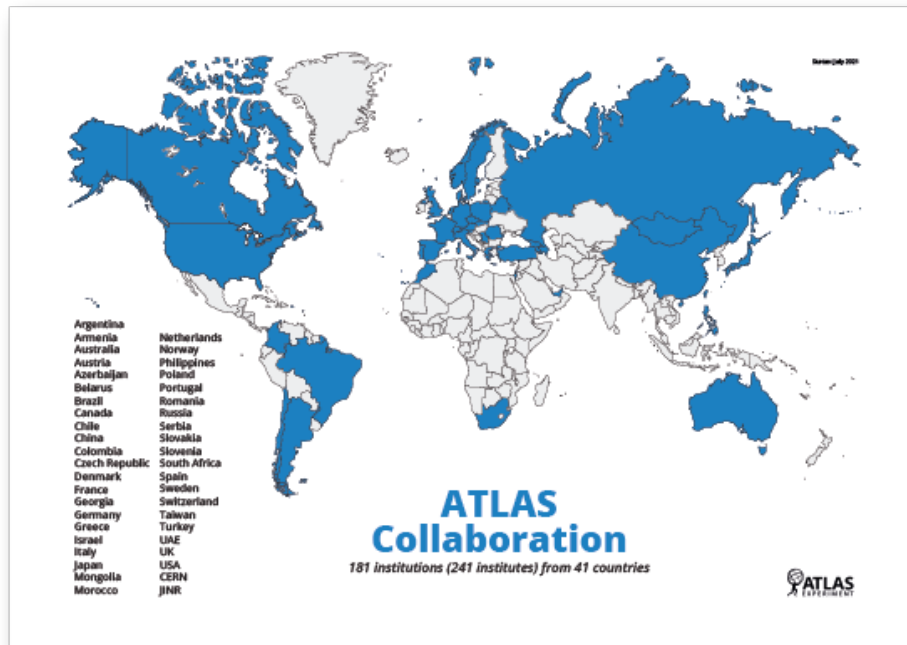 July 2021
Argentina
Armenia
Australia
Austria
Azerbaijan
Belarus
Brazil
Canada
Chile
China
Colombia
Czech Republic
Denmark
France
Georgia
Germany
Greece
Israel
Italy
Japan
Mongolia
Morocco
Netherlands
Norway
Philippines
Poland
Portugal
Romania
Russia
Serbia
Slovakia
Slovenia
South Africa
Spain
Sweden
Switzerland
Taiwan
Turkey
UAE
UK
USA
CERN
JINR
ATLAS
Collaboration
181 institutions (241 institutes) from 41 countries
ATLAS
EXPERIMENT